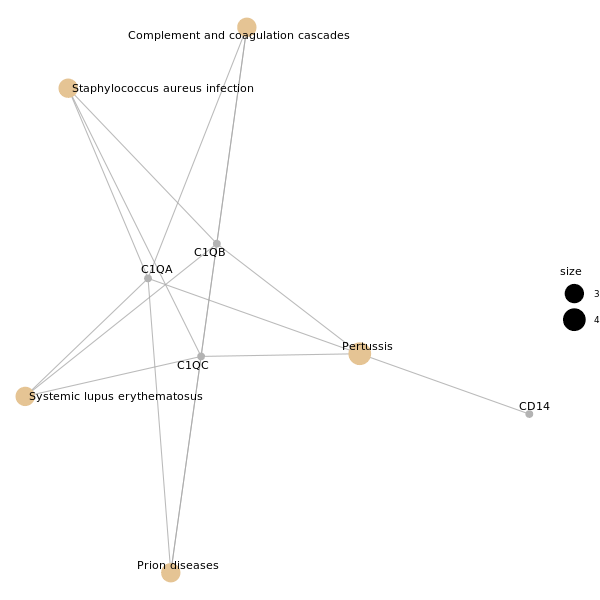 Complement and coagulation cascades
Staphylococcus aureus infection
C1QB
C1QA
size
3
4
Pertussis
C1QC
Systemic lupus erythematosus
CD14
Prion diseases